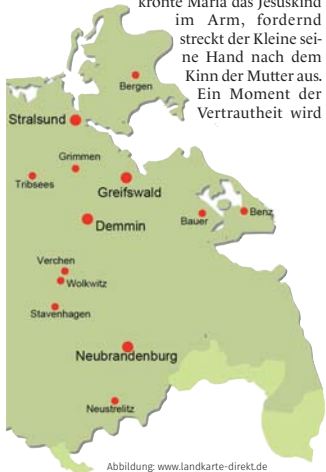 krönte Maria das Jesuskind
im Arm, fordernd
streckt der Kleine sei-
ne Hand nach dem
Kinn der Mutter aus.
Ein Moment der
Vertrautheit wird
Bergen
Stralsund
Grimmen
Tribsees
Greifswald
Bauer
Benz
Demmin
Verchen
Wolkwitz
Stavenhagen
Neubrandenburg
Neustrelitz
Abbildung: www.landkarte-direkt.de